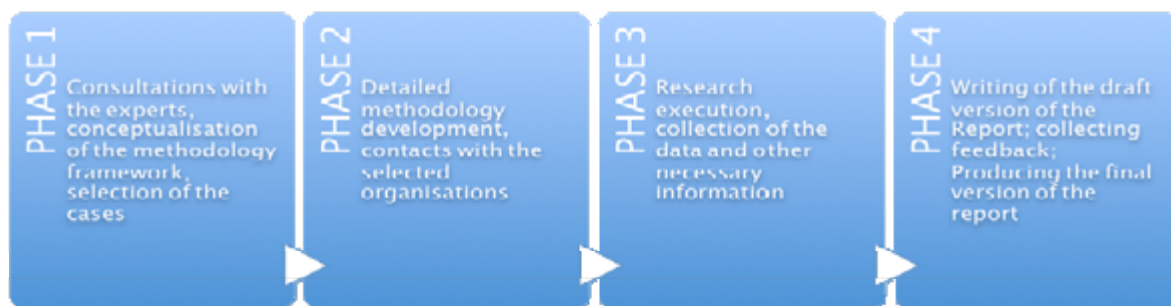 PHASE 1
Consultations with
the experts,
conceptualisation
of the methodology
framework,
selection of the
cases
PHASE 2
Detailed
methodology
development,
contacts with the
selected
organisations
PHASE 3
Research
execution,
collection of the
data and other
necessary
information
PHASE 4
Writing of the draft
version of the
Report; collecting
feedback;
Producing the final
version of the
report